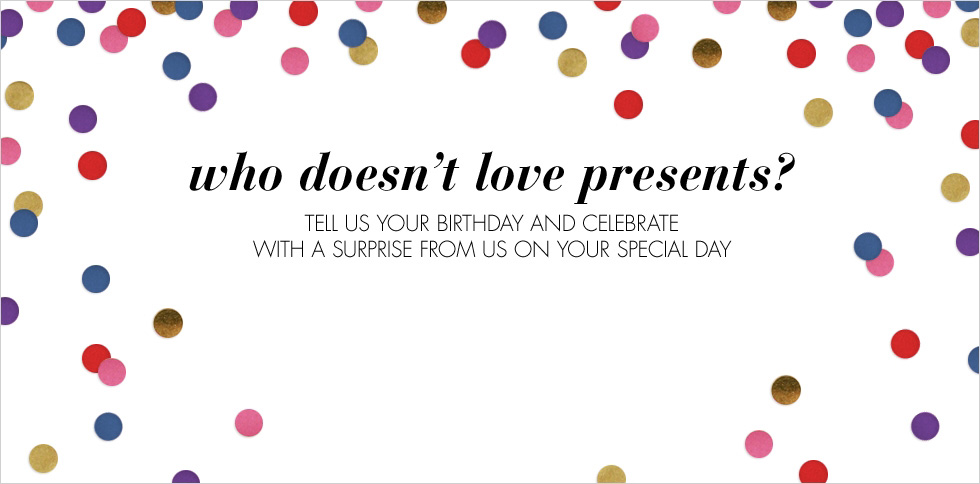 who doesn't love presents?
TELL US YOUR BIRTHDAY AND CELEBRATE
WITH A SURPRISE FROM US ON YOUR SPECIAL DAY